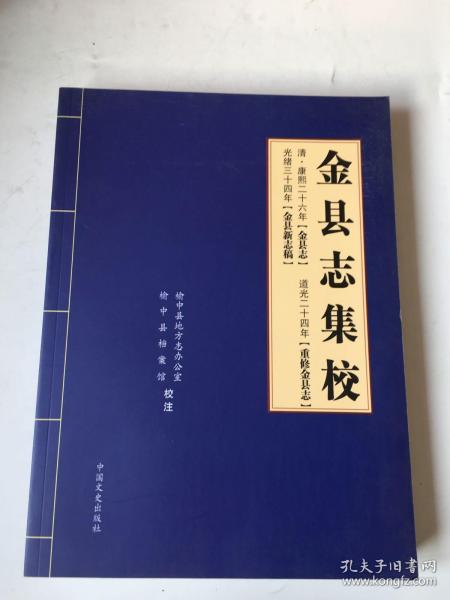 金县志集校
清·康熙二十六年【金县志】 道光二十四年【重修金县志】
光绪三十四年【金县新志稿】
榆中县地方志办公室
榆中县档案馆 校注
中国文史出版社
孔夫子旧书网
www.kongfz.com